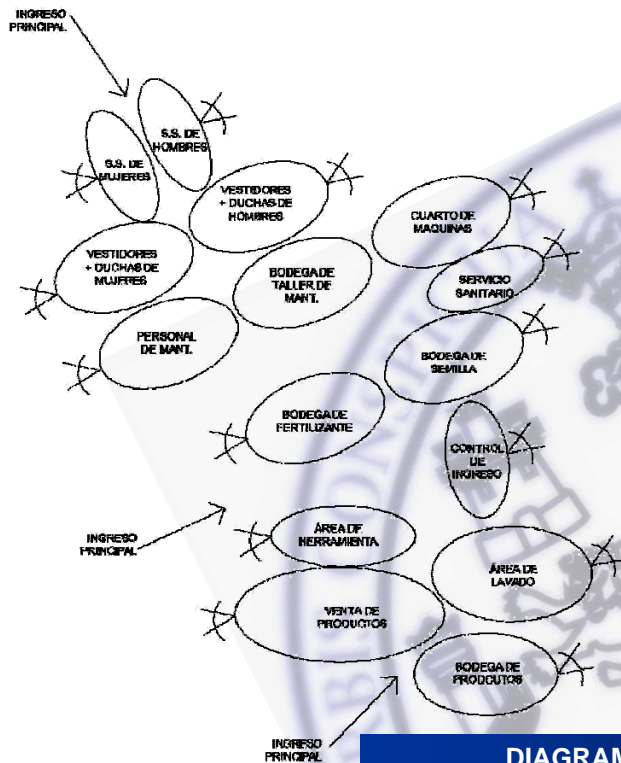 INGRESO
PRINCIPAL
S.S. DE
HOMBRES
S.S. DE
MUJERES
VESTIDORES
+ DUCHAS DE
HOMBRES
CUARTO DE
MAQUINAS
VESTIDORES
+ DUCHAS DE
MUJERES
BODEGA DE
TALLER DE
MANT.
SERVICIO
SANITARIO
PERSONAL
DE MANT.
BODEGA DE
SEMILLA
BODEGA DE
FERTILIZANTE
CONTROL
DE
INGRESO
INGRESO
PRINCIPAL
ÁREA DE
HERRAMIENTA
ÁREA DE
LAVADO
VENTA DE
PRODUCTOS
BODEGA DE
PRODCUTOS
INGRESO
PRINCIPAL
DIAGRAM